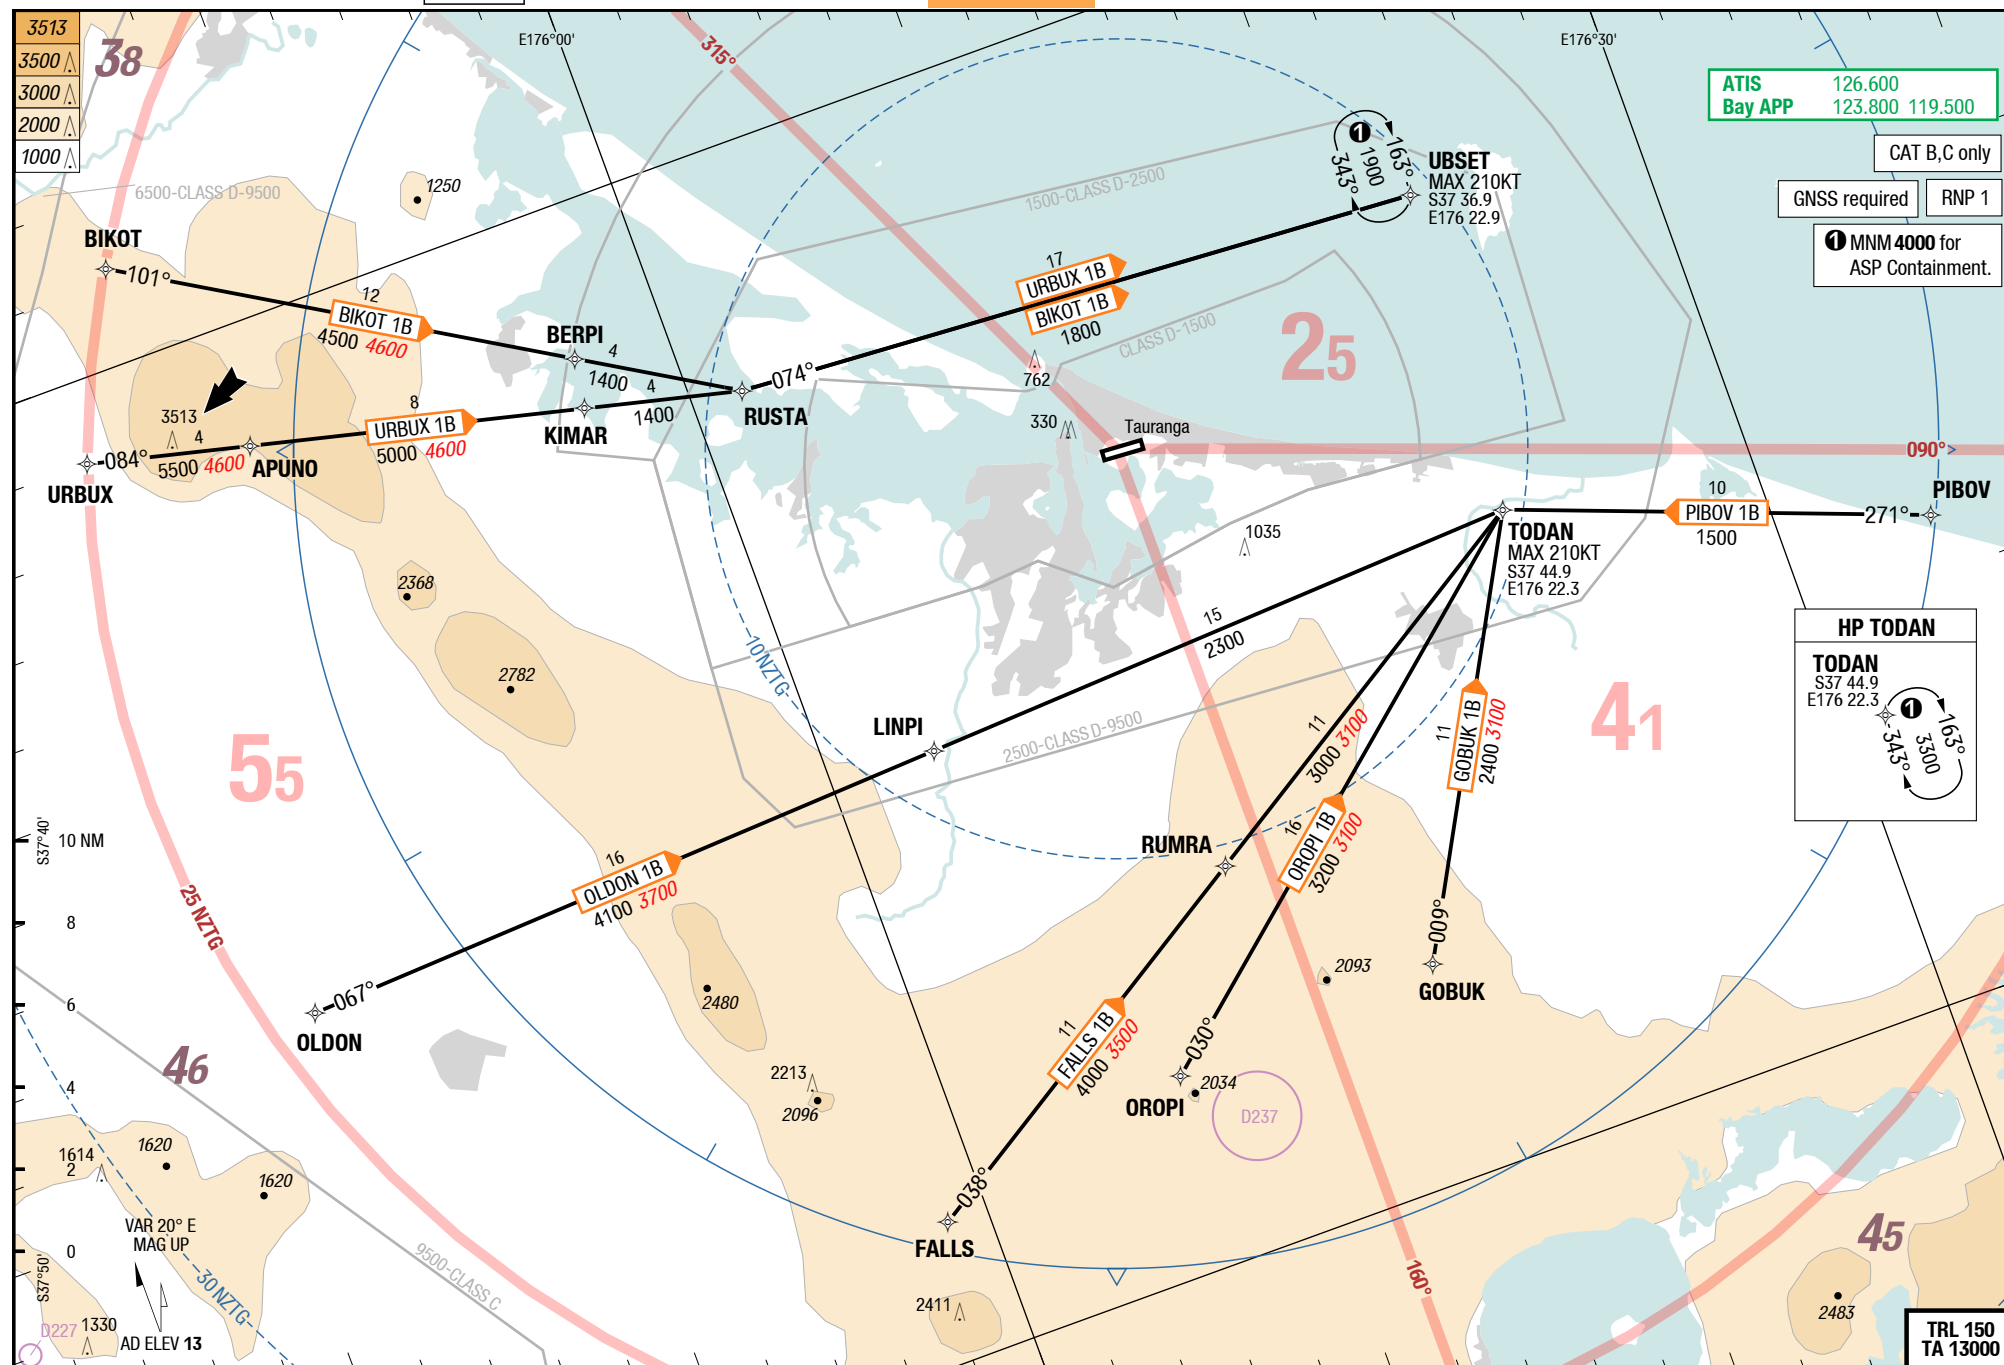 3513
3500
3000
2000
1000
38
6500-CLASS D-9500
1250
E176°00'
315°
E176°30'
ATIS 126.600
Bay APP 123.800 119.500
CAT B,C only
GNSS required
RNP 1
1 MNM 4000 for
ASP Containment.
1
1900
163°
343°
UBSET
MAX 210KT
S37 36.9
E176 22.9
1500-CLASS D-2500
BIKOT
101°
12
BIKOT 1B
4500 4600
BERPI
4
1400
17
URBUX 1B
BIKOT 1B
1800
CLASS D-1500
25
074°
762
RUSTA
4
1400
KIMAR
8
URBUX 1B
5000 4600
3513
4
084°
5500 4600
APUNO
URBUX
330
Tauranga
090°
PIBOV
10
PIBOV 1B
271°
1500
TODAN
MAX 210KT
S37 44.9
E176 22.3
1035
2368
2782
15
2300
10 NZTG
LINPI
2500-CLASS D-9500
55
41
HP TODAN
TODAN
S37 44.9
E176 22.3
1
163°
3300
343°
11
3000 3100
11
GOBUK 1B
2400 3100
009°
GOBUK
RUMRA
16
OROPI 1B
3200 3100
030°
OROPI
2034
2093
16
OLDON 1B
4100 3700
067°
OLDON
25 NZTG
S37°40'
10 NM
8
6
4
2
0
S37°50'
46
2480
2213
2096
11
FALLS 1B
4000 3500
038°
FALLS
D237
1614
1620
1620
VAR 20° E
MAG UP
30 NZTG
9500-CLASS C
D227
1330
AD ELEV 13
2411
160°
45
2483
TRL 150
TA 13000